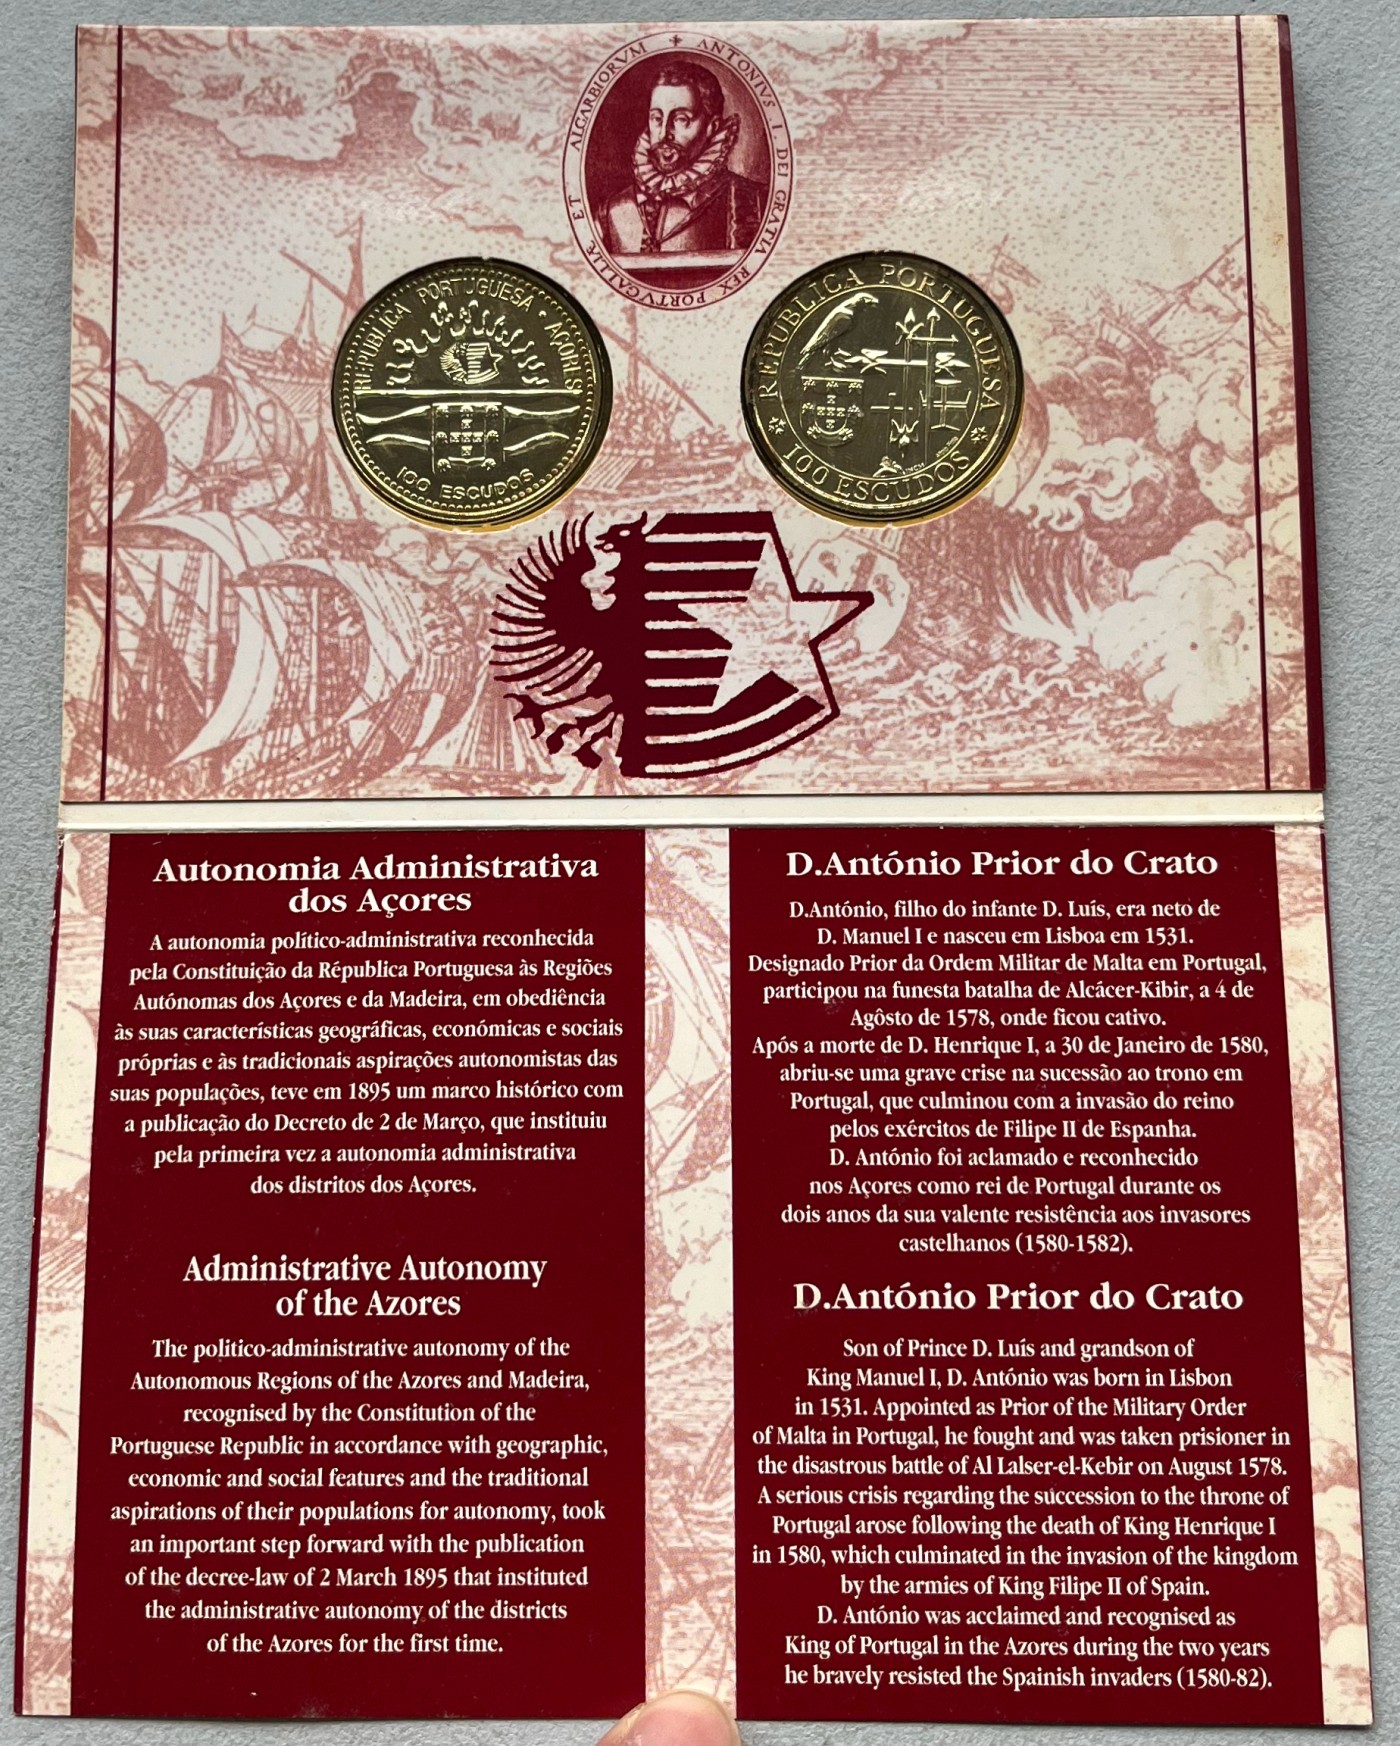 ANTONIVS . I . DEI GRATIA REX PORTVGALLIÆ ET ALGARBIORVM
REPUBLICA PORTUGUESA · AÇORES
100 ESCUDOS
REPUBLICA PORTUGUESA
INCM
100 ESCUDOS
Autonomia Administrativa
dos Açores
A autonomia político-administrativa reconhecida
pela Constituição da Républica Portuguesa às Regiões
Autónomas dos Açores e da Madeira, em obediência
às suas características geográficas, económicas e sociais
próprias e às tradicionais aspirações autonomistas das
suas populações, teve em 1895 um marco histórico com
a publicação do Decreto de 2 de Março, que instituiu
pela primeira vez a autonomia administrativa
dos distritos dos Açores.
Administrative Autonomy
of the Azores
The politico-administrative autonomy of the
Autonomous Regions of the Azores and Madeira,
recognised by the Constitution of the
Portuguese Republic in accordance with geographic,
economic and social features and the traditional
aspirations of their populations for autonomy, took
an important step forward with the publication
of the decree-law of 2 March 1895 that instituted
the administrative autonomy of the districts
of the Azores for the first time.
D.António Prior do Crato
D.António, filho do infante D. Luís, era neto de
D. Manuel I e nasceu em Lisboa em 1531.
Designado Prior da Ordem Militar de Malta em Portugal,
participou na funesta batalha de Alcácer-Kibir, a 4 de
Agôsto de 1578, onde ficou cativo.
Após a morte de D. Henrique I, a 30 de Janeiro de 1580,
abriu-se uma grave crise na sucessão ao trono em
Portugal, que culminou com a invasão do reino
pelos exércitos de Filipe II de Espanha.
D. António foi aclamado e reconhecido
nos Açores como rei de Portugal durante os
dois anos da sua valente resistência aos invasores
castelhanos (1580-1582).
D.António Prior do Crato
Son of Prince D. Luís and grandson of
King Manuel I, D. António was born in Lisbon
in 1531. Appointed as Prior of the Military Order
of Malta in Portugal, he fought and was taken prisioner in
the disastrous battle of Al Lalser-el-Kebir on August 1578.
A serious crisis regarding the succession to the throne of
Portugal arose following the death of King Henrique I
in 1580, which culminated in the invasion of the kingdom
by the armies of King Filipe II of Spain.
D. António was acclaimed and recognised as
King of Portugal in the Azores during the two years
he bravely resisted the Spainish invaders (1580-82).